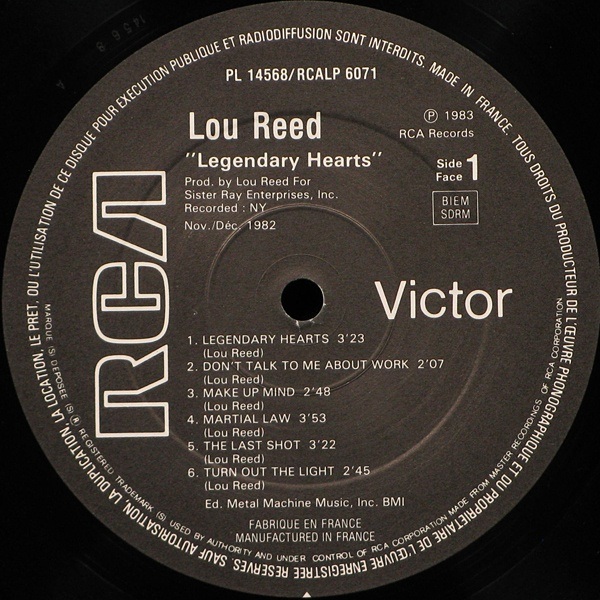 MADE IN FRANCE. TOUS DROITS DU PRODUCTEUR DE L'ŒUVRE PHONOGRAPHIQUE ET DU PROPRIETAIRE DE L'ŒUVRE ENREGISTREE RESERVES. SAUF AUTORISATION, LA DUPLICATION, LA LOCATION, LE PRET, OU L'UTILISATION DE CE DISQUE POUR EXECUTION PUBLIQUE ET RADIODIFFUSION SONT INTERDITS.
PL 14568/RCALP 6071
Ⓟ 1983
RCA Records
Lou Reed
"Legendary Hearts"
Side
Face 1
Prod. by Lou Reed For
Sister Ray Enterprises, Inc.
Recorded : NY
Nov./Déc. 1982
BIEM
SDRM
RCA
Victor
1. LEGENDARY HEARTS 3'23
(Lou Reed)
2. DON'T TALK TO ME ABOUT WORK 2'07
(Lou Reed)
3. MAKE UP MIND 2'48
(Lou Reed)
4. MARTIAL LAW 3'53
(Lou Reed)
5. THE LAST SHOT 3'22
(Lou Reed)
6. TURN OUT THE LIGHT 2'45
(Lou Reed)
Ed. Metal Machine Music, Inc. BMI
FABRIQUE EN FRANCE
MANUFACTURED IN FRANCE
MARQUE (S) DEPOSEE (S) ® REGISTERED TRADEMARK (S) USED BY AUTHORITY AND UNDER CONTROL OF RCA CORPORATION MADE FROM MASTER RECORDINGS OF RCA CORPORATION.